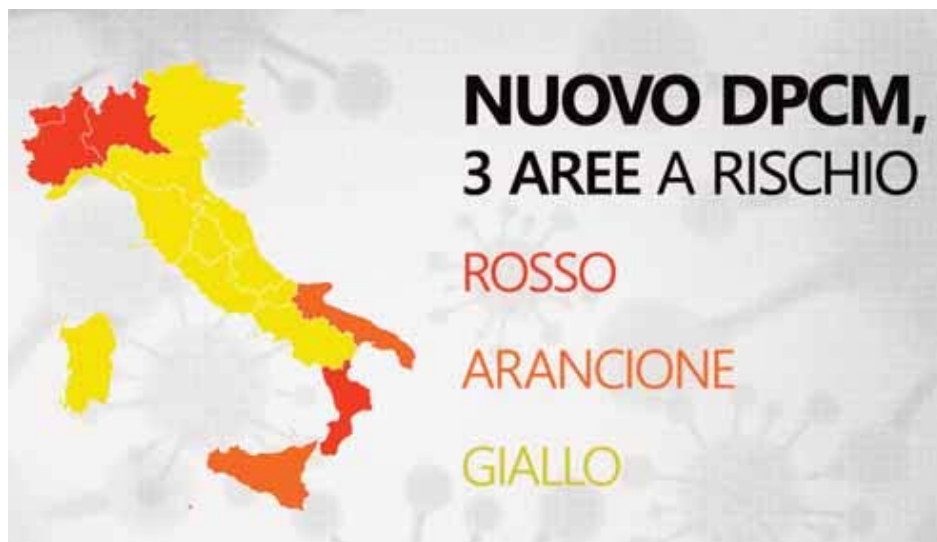 NUOVO DPCM,
3 AREE A RISCHIO
ROSSO
ARANCIONE
GIALLO